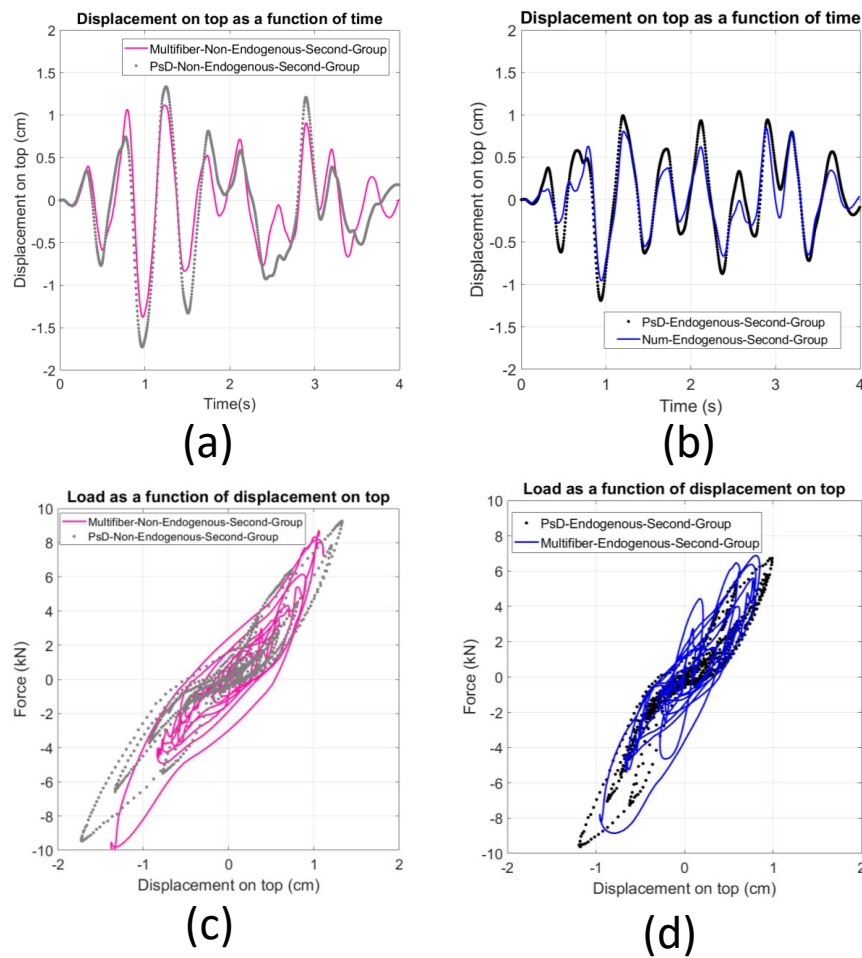 Displacement on top as a function of time
Multifiber-Non-Endogenous-Second-Group
PsD-Non-Endogenous-Second-Group
2
1.5
1
0.5
0
-0.5
-1
-1.5
-2
Displacement on top (cm)
0
1
2
3
4
Time(s)
(a)
Displacement on top as a function of time
2
1.5
1
0.5
0
-0.5
-1
-1.5
-2
Displacement on top (cm)
PsD-Endogenous-Second-Group
Num-Endogenous-Second-Group
0
1
2
3
4
Time (s)
(b)
Load as a function of displacement on top
Multifiber-Non-Endogenous-Second-Group
PsD-Non-Endogenous-Second-Group
10
8
6
4
2
0
-2
-4
-6
-8
-10
Force (kN)
-2
-1
0
1
2
Displacement on top (cm)
(c)
Load as a function of displacement on top
PsD-Endogenous-Second-Group
Multifiber-Endogenous-Second-Group
10
8
6
4
2
0
-2
-4
-6
-8
-10
Force (kN)
-2
-1
0
1
2
Displacement on top (cm)
(d)